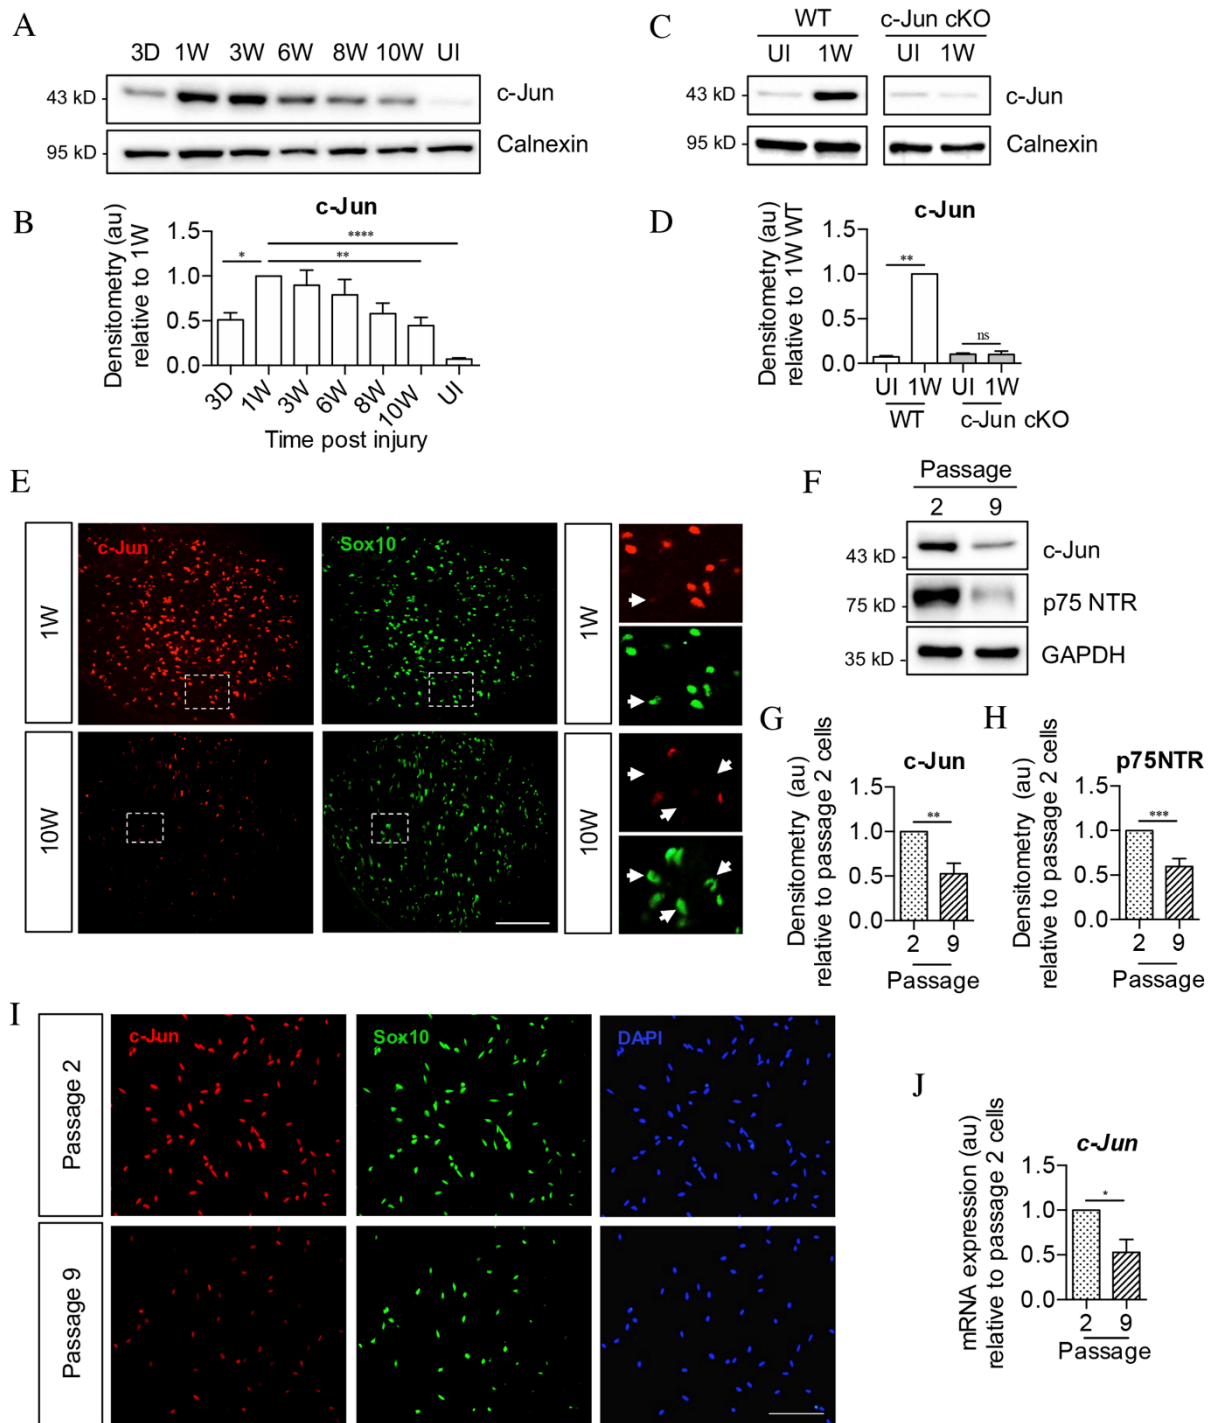 A
3D 1W 3W 6W 8W 10W UI
43 kD
c-Jun
95 kD
Calnexin
B
c-Jun
Densitometry (au)
relative to 1W
1.5
1.0
0.5
0.0
*
**
****
3D 1W 3W 6W 8W 10W UI
Time post injury
C
WT c-Jun cKO
UI 1W UI 1W
43 kD
c-Jun
95 kD
Calnexin
D
c-Jun
Densitometry (au)
relative to 1W WT
1.5
1.0
0.5
0.0
**
ns
UI 1W UI 1W
WT c-Jun cKO
E
1W
c-Jun
Sox10
1W
10W
10W
F
Passage
2 9
43 kD
c-Jun
75 kD
p75 NTR
35 kD
GAPDH
G
c-Jun
Densitometry (au)
relative to passage 2 cells
1.5
1.0
0.5
0
**
2 9
Passage
H
p75NTR
Densitometry (au)
relative to passage 2 cells
1.5
1.0
0.5
0.0
***
2 9
Passage
I
Passage 2
c-Jun
Sox10
DAPI
Passage 9
J
c-Jun
mRNA expression (au)
relative to passage 2 cells
1.5
1.0
0.5
0.0
*
2 9
Passage